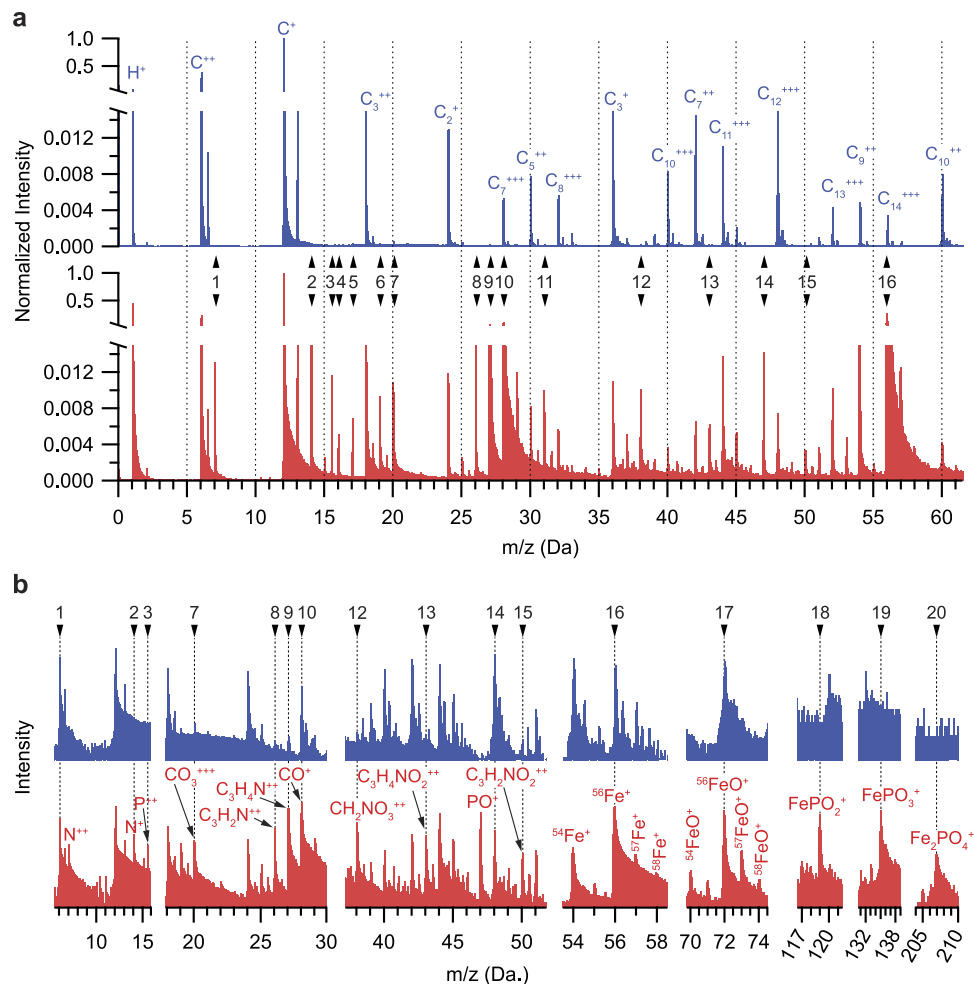 a
Normalized Intensity
1.0
0.5
0.012
0.008
0.004
0.000
H⁺
C⁺⁺
C⁺
C₃⁺⁺
C₂⁺
C₇⁺⁺⁺
C₅⁺⁺
C₈⁺⁺⁺
C₃⁺
C₁₀⁺⁺⁺
C₇⁺⁺
C₁₁⁺⁺⁺
C₁₂⁺⁺⁺
C₁₃⁺⁺⁺
C₉⁺⁺
C₁₄⁺⁺⁺
C₁₀⁺⁺
1 2 3 4 5 6 7 8 9 10 11 12 13 14 15 16
1.0
0.5
0.012
0.008
0.004
0.000
0 5 10 15 20 25 30 35 40 45 50 55 60
m/z (Da)
b
1 2 3 7 8 9 10 12 13 14 15 16 17 18 19 20
Intensity
N⁺⁺
P⁺⁺
N⁺
CO₃⁺⁺⁺
C₃H₄N⁺⁺
C₃H₂N⁺⁺
CO⁺
CH₂NO₃⁺⁺
C₃H₄NO₂⁺⁺
PO⁺
C₃H₂NO₂⁺⁺
⁵⁴Fe⁺
⁵⁶Fe⁺
⁵⁷Fe⁺
⁵⁸Fe⁺
⁵⁴FeO⁺
⁵⁶FeO⁺
⁵⁷FeO⁺
⁵⁸FeO⁺
FePO₂⁺
FePO₃⁺
Fe₂PO₄⁺
10 15 20 25 30 40 45 50 54 56 58 70 72 74 117 120 132 138 205 210
m/z (Da.)